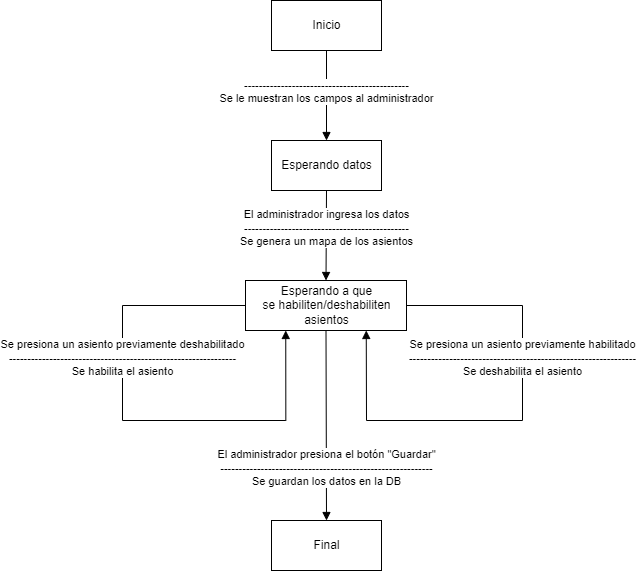 Inicio
Se le muestran los campos al administrador
Esperando datos
El administrador ingresa los datos
Se genera un mapa de los asientos
Esperando a que
se habiliten/deshabiliten
asientos
Se presiona un asiento previamente deshabilitado
Se habilita el asiento
Se presiona un asiento previamente habilitado
Se deshabilita el asiento
El administrador presiona el botón "Guardar"
Se guardan los datos en la DB
Final